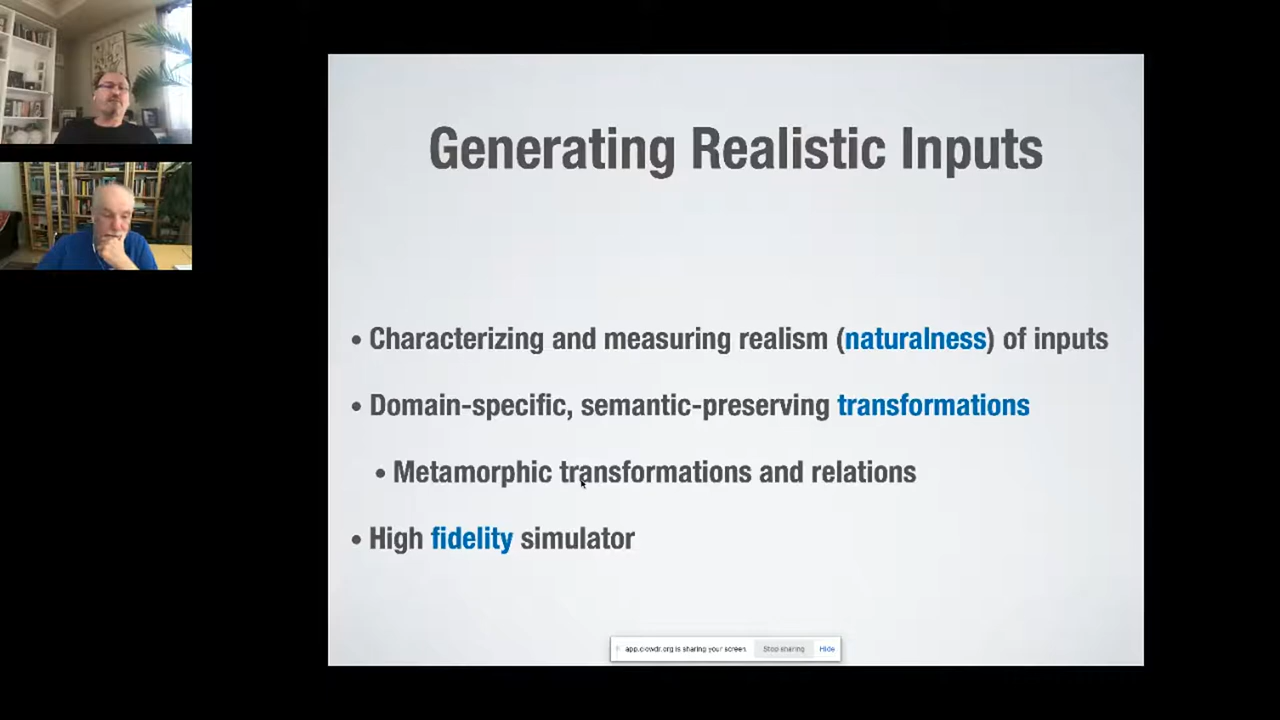 Generating Realistic Inputs
• Characterizing and measuring realism (naturalness) of inputs
• Domain-specific, semantic-preserving transformations
• Metamorphic transformations and relations
• High fidelity simulator
app.clowdr.org is sharing your screen. Stop sharing Hide